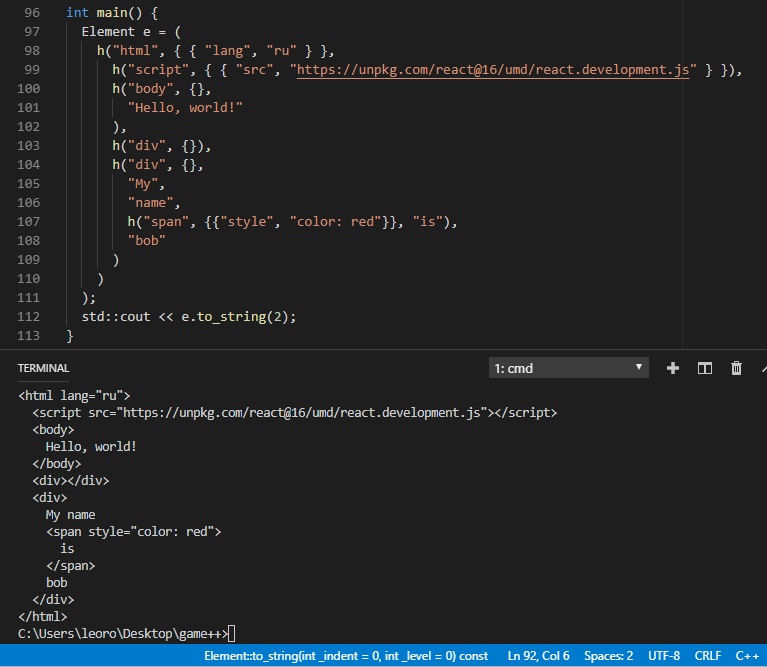 96 int main() {
97 Element e = (
98 h("html", { { "lang", "ru" } },
99 h("script", { { "src", "https://unpkg.com/react@16/umd/react.development.js" } }),
100 h("body", {},
101 "Hello, world!"
102 ),
103 h("div", {}),
104 h("div", {},
105 "My",
106 "name",
107 h("span", {{"style", "color: red"}}, "is"),
108 "bob"
109 )
110 )
111 );
112 std::cout << e.to_string(2);
113 }
TERMINAL 1: cmd
<html lang="ru">
<script src="https://unpkg.com/react@16/umd/react.development.js"></script>
<body>
Hello, world!
</body>
<div></div>
<div>
My name
<span style="color: red">
is
</span>
bob
</div>
</html>
C:\Users\leoro\Desktop\game++>
Element::to_string(int _indent = 0, int _level = 0) const Ln 92, Col 6 Spaces: 2 UTF-8 CRLF C++